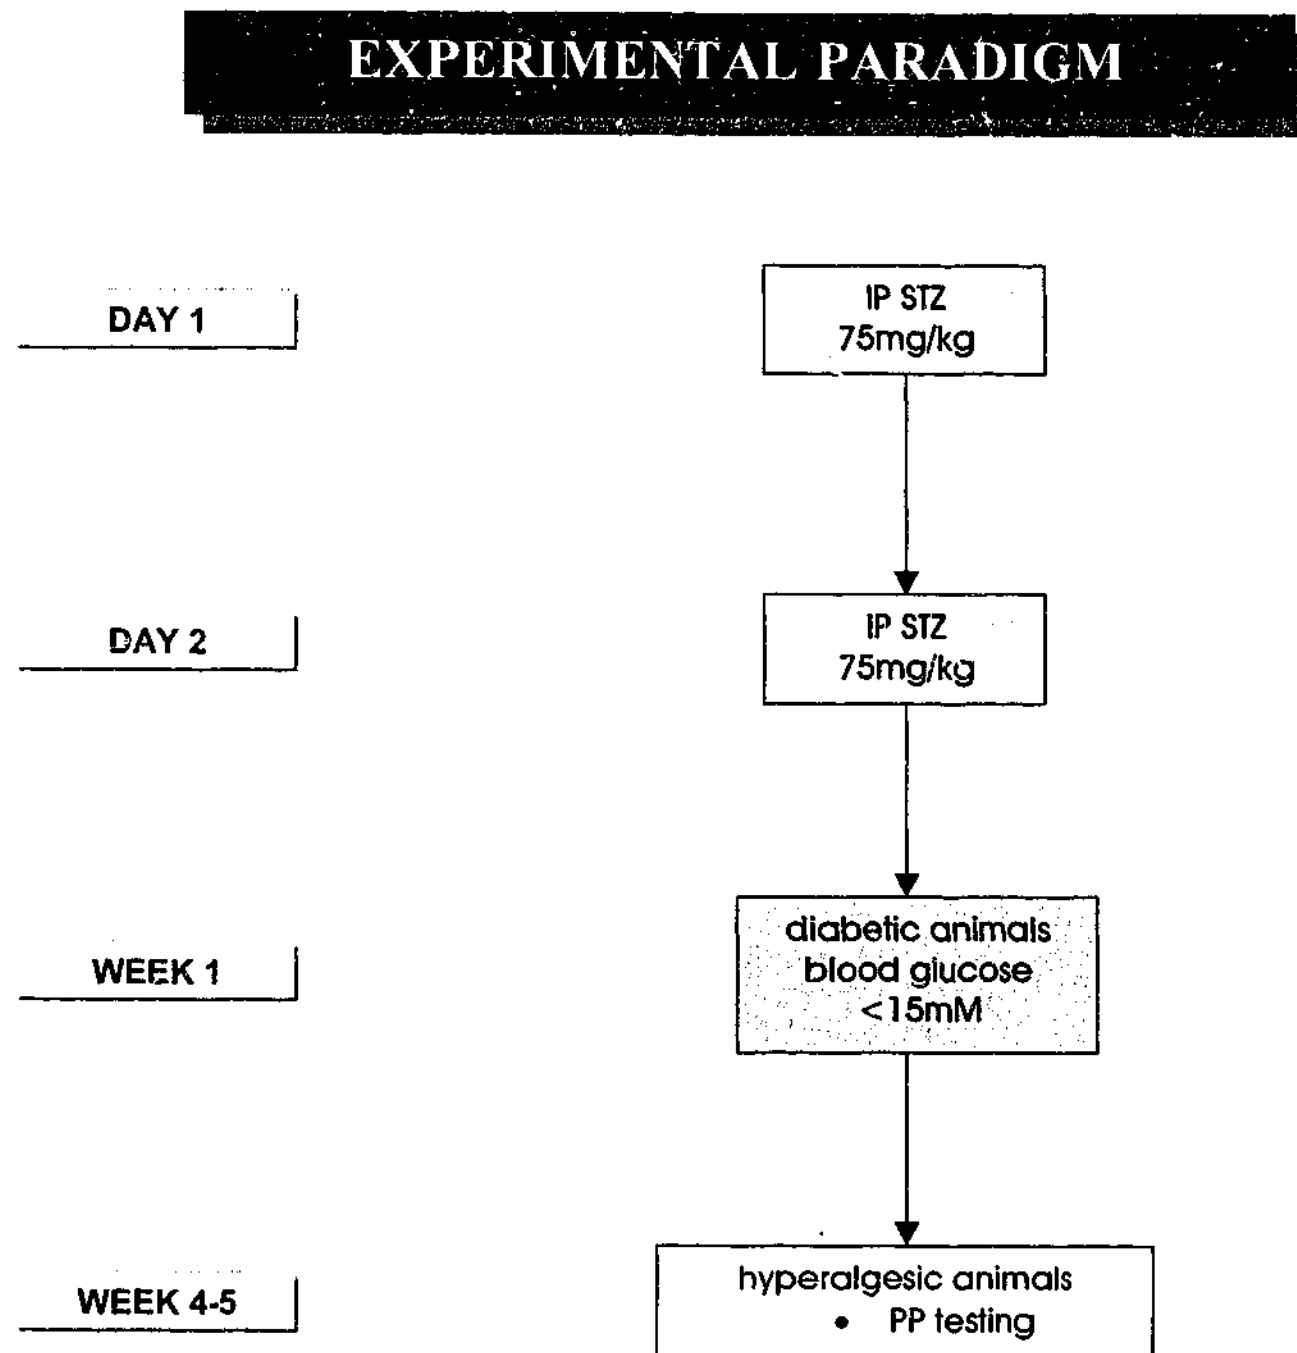 EXPERIMENTAL PARADIGM
DAY 1
IP STZ
75mg/kg
DAY 2
IP STZ
75mg/kg
WEEK 1
diabetic animals
blood glucose
<15mM
WEEK 4-5
hyperalgesic animals
• PP testing